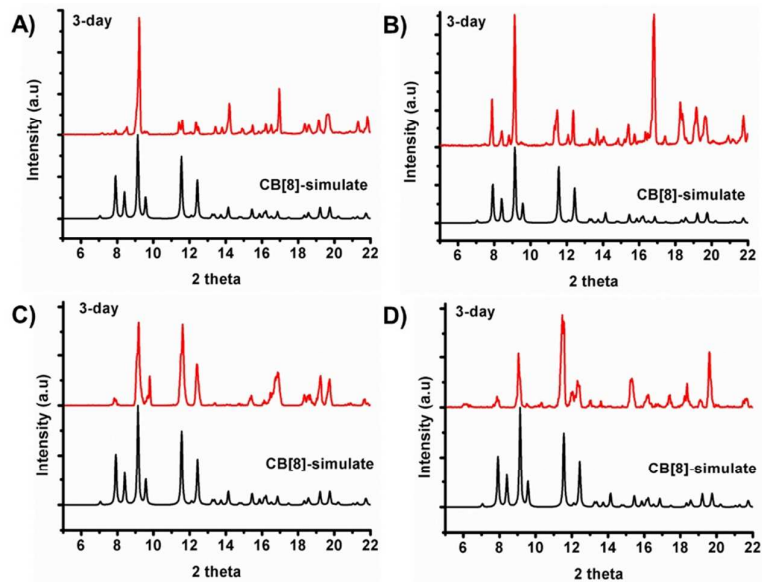 A)
3-day
Intensity (a.u)
CB[8]-simulate
6 8 10 12 14 16 18 20 22
2 theta
B)
3-day
Intensity (a.u)
CB[8]-simulate
6 8 10 12 14 16 18 20 22
2 theta
C)
3-day
Intensity (a.u)
CB[8]-simulate
6 8 10 12 14 16 18 20 22
2 theta
D)
3-day
Intensity (a.u)
CB[8]-simulate
6 8 10 12 14 16 18 20 22
2 theta